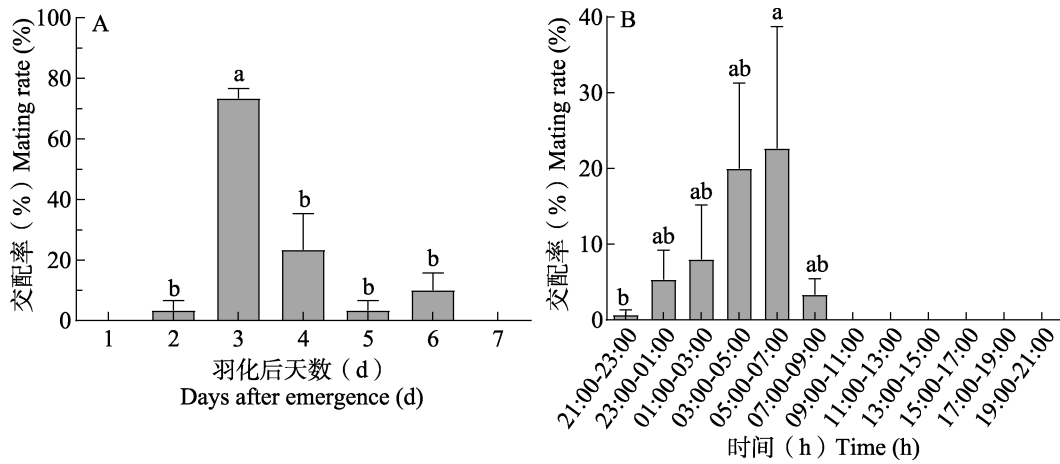 A
交配率（%）Mating rate (%)
100
80
60
40
20
0
b
a
b
b
b
1 2 3 4 5 6 7
羽化后天数（d）
Days after emergence (d)
B
交配率（%）Mating rate (%)
40
30
20
10
0
b
ab
ab
ab
a
ab
21:00-23:00
23:00-01:00
01:00-03:00
03:00-05:00
05:00-07:00
07:00-09:00
09:00-11:00
11:00-13:00
13:00-15:00
15:00-17:00
17:00-19:00
19:00-21:00
时间（h）Time (h)